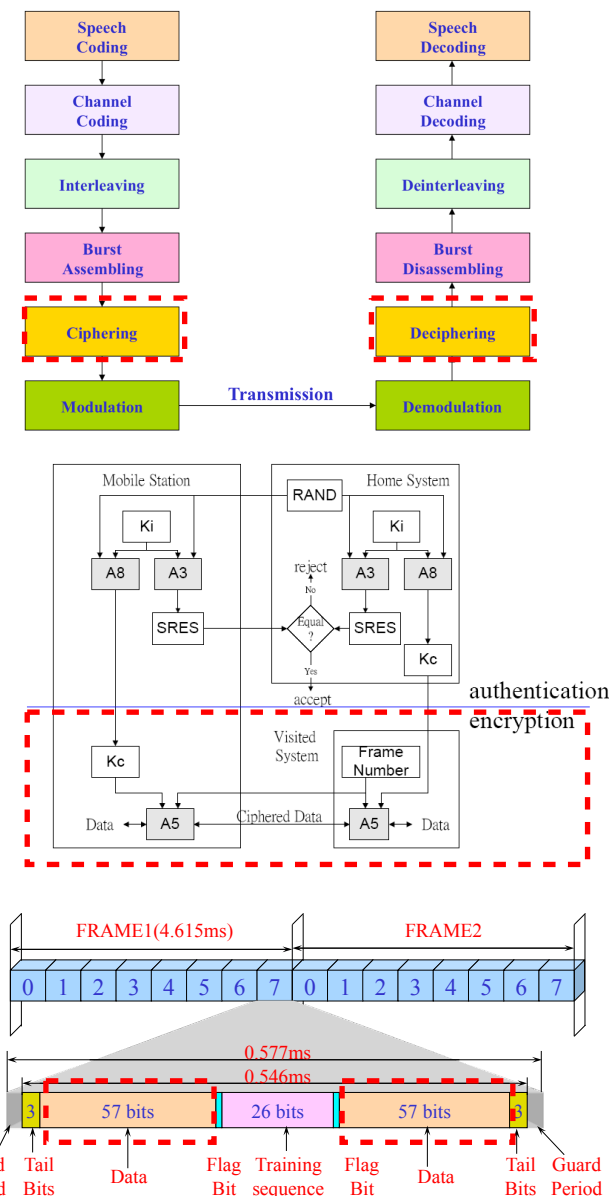 Speech
Coding
Speech
Decoding
Channel
Coding
Channel
Decoding
Interleaving
Deinterleaving
Burst
Assembling
Burst
Disassembling
Ciphering
Deciphering
Modulation
Transmission
Demodulation
Mobile Station
RAND
Home System
Ki
Ki
A8
A3
reject
A3
A8
No
SRES
Equal
?
SRES
Kc
Yes
accept
authentication
encryption
Visited
System
Kc
Frame
Number
Data
A5
Ciphered Data
A5
Data
FRAME1(4.615ms)
FRAME2
0 1 2 3 4 5 6 7 0 1 2 3 4 5 6 7
0.577ms
0.546ms
3 57 bits 26 bits 57 bits 3
Tail
Bits
Data
Flag
Bit
Training
sequence
Flag
Bit
Data
Tail
Bits
Guard
Period